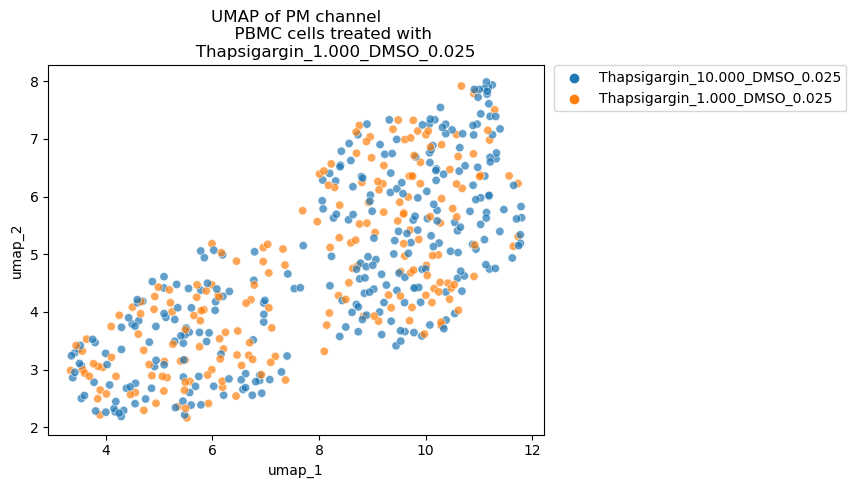 UMAP of PM channel
PBMC cells treated with
Thapsigargin_1.000_DMSO_0.025
Thapsigargin_10.000_DMSO_0.025
Thapsigargin_1.000_DMSO_0.025
8
7
6
5
4
3
2
umap_2
4
6
8
10
12
umap_1